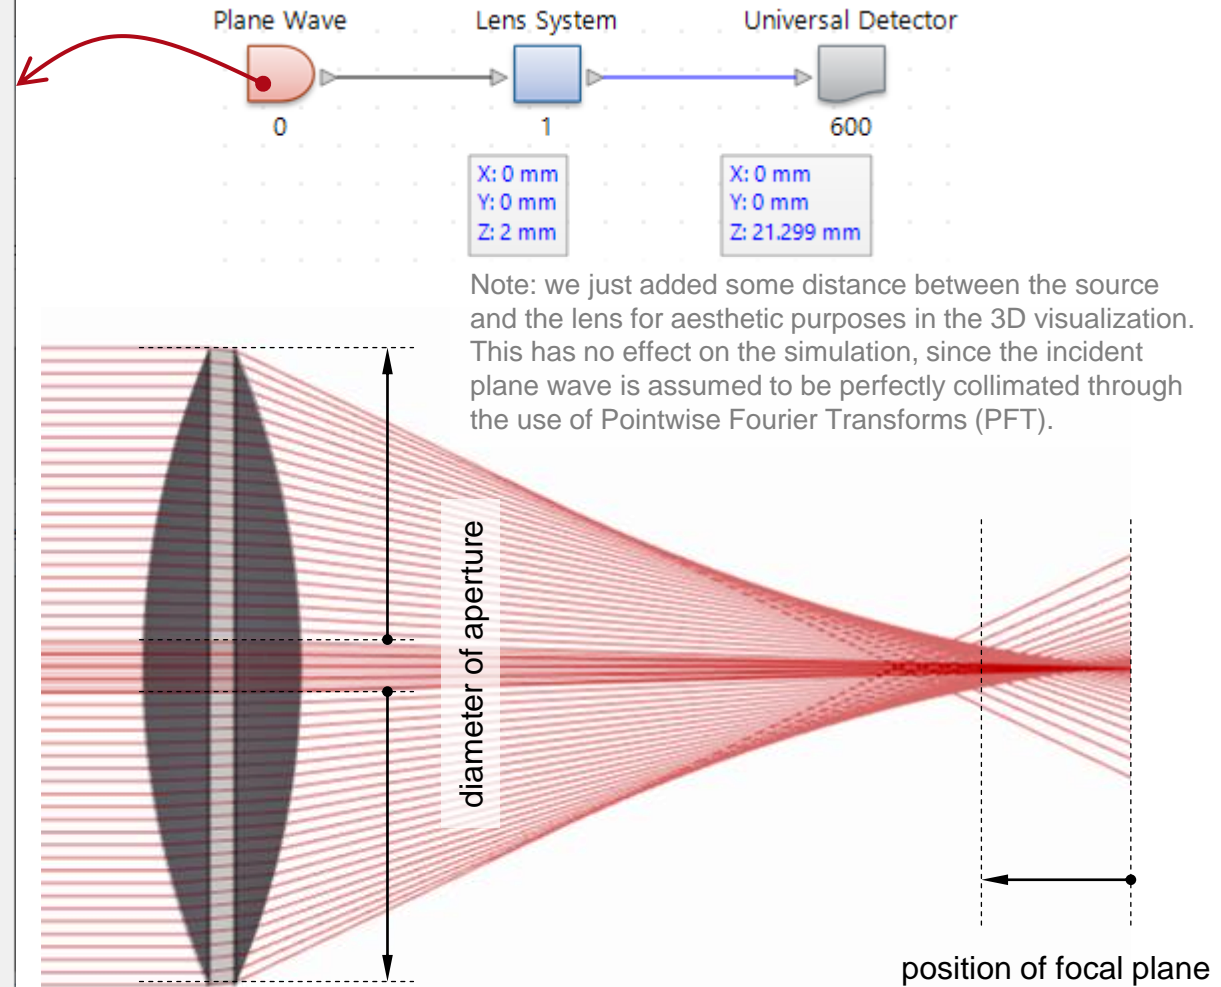 Plane Wave
Lens System
Universal Detector
0
1
600
X: 0 mm
Y: 0 mm
Z: 2 mm
X: 0 mm
Y: 0 mm
Z: 21.299 mm
Note: we just added some distance between the source
and the lens for aesthetic purposes in the 3D visualization.
This has no effect on the simulation, since the incident
plane wave is assumed to be perfectly collimated through
the use of Pointwise Fourier Transforms (PFT).
diameter of aperture
position of focal plane